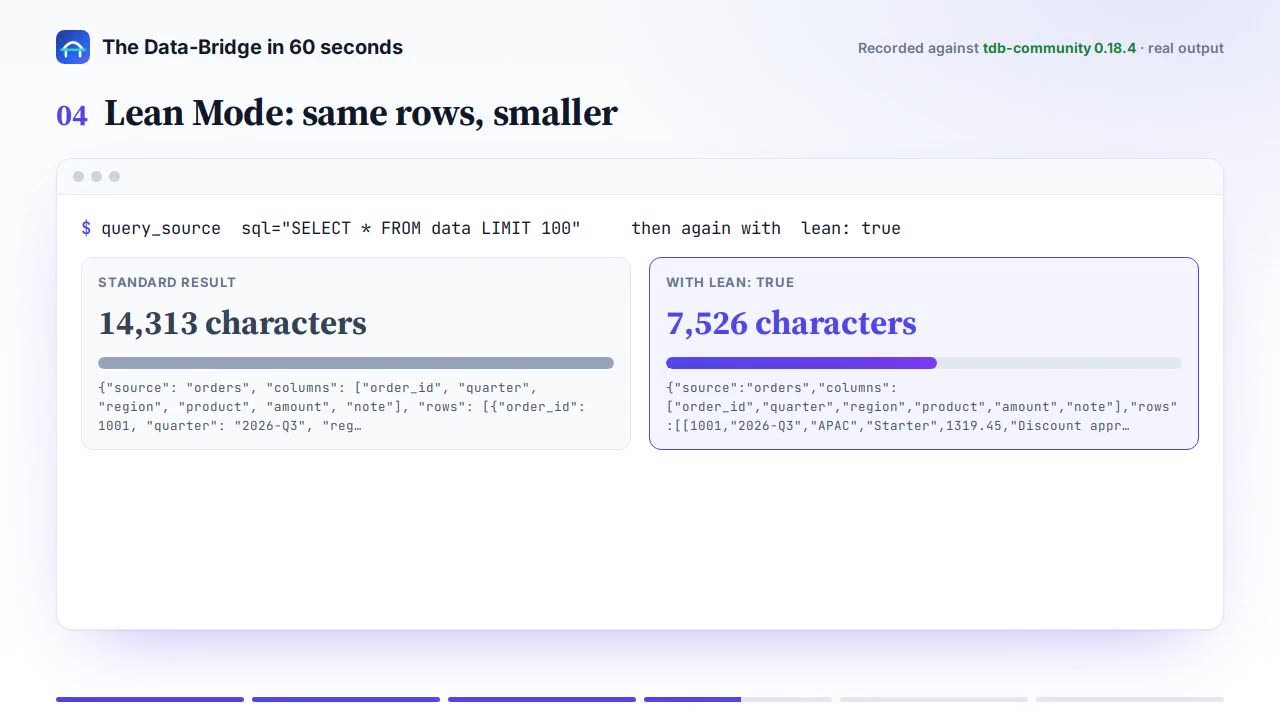 The Data-Bridge in 60 seconds
Recorded against tdb-community 0.18.4 · real output
04 Lean Mode: same rows, smaller
$ query_source  sql="SELECT * FROM data LIMIT 100"     then again with  lean: true
STANDARD RESULT
14,313 characters
{"source": "orders", "columns": ["order_id", "quarter",
"region", "product", "amount", "note"], "rows": [{"order_id":
1001, "quarter": "2026-Q3", "reg…
WITH LEAN: TRUE
7,526 characters
{"source":"orders","columns":
["order_id","quarter","region","product","amount","note"],"rows"
:[[1001,"2026-Q3","APAC","Starter",1319.45,"Discount appr…